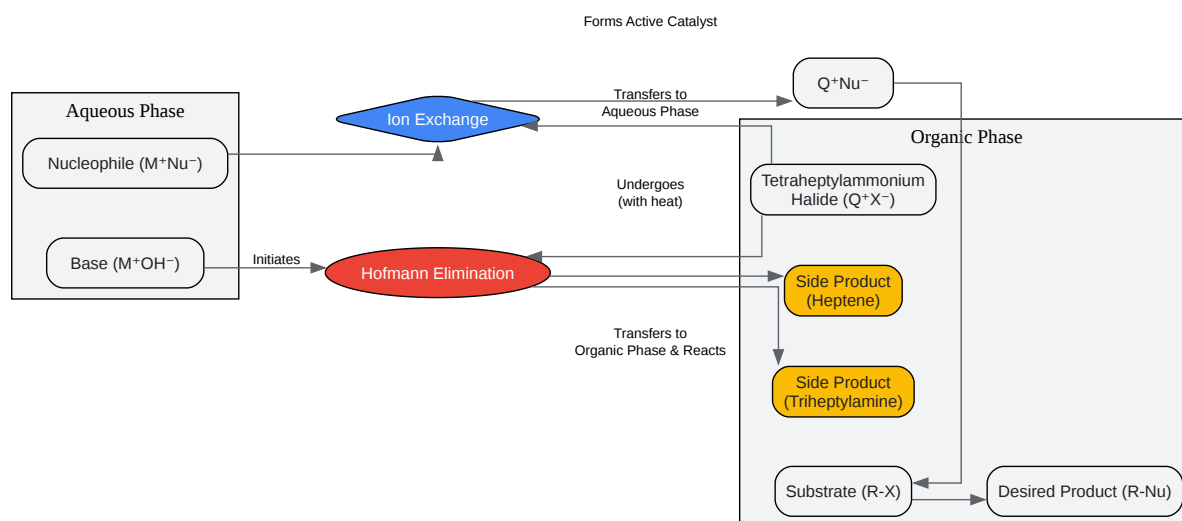 Forms Active Catalyst
Aqueous Phase
Nucleophile (M⁺Nu⁻)
Base (M⁺OH⁻)
Initiates
Ion Exchange
Hofmann Elimination
Transfers to
Aqueous Phase
Undergoes
(with heat)
Transfers to
Organic Phase & Reacts
Q⁺Nu⁻
Organic Phase
Tetraheptylammonium
Halide (Q⁺X⁻)
Side Product
(Heptene)
Side Product
(Triheptylamine)
Substrate (R-X)
Desired Product (R-Nu)